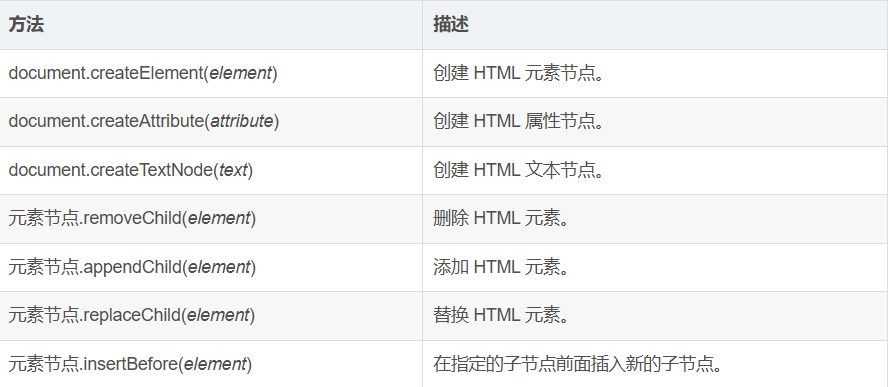 方法 描述
document.createElement(element) 创建 HTML 元素节点。
document.createAttribute(attribute) 创建 HTML 属性节点。
document.createTextNode(text) 创建 HTML 文本节点。
元素节点.removeChild(element) 删除 HTML 元素。
元素节点.appendChild(element) 添加 HTML 元素。
元素节点.replaceChild(element) 替换 HTML 元素。
元素节点.insertBefore(element) 在指定的子节点前面插入新的子节点。